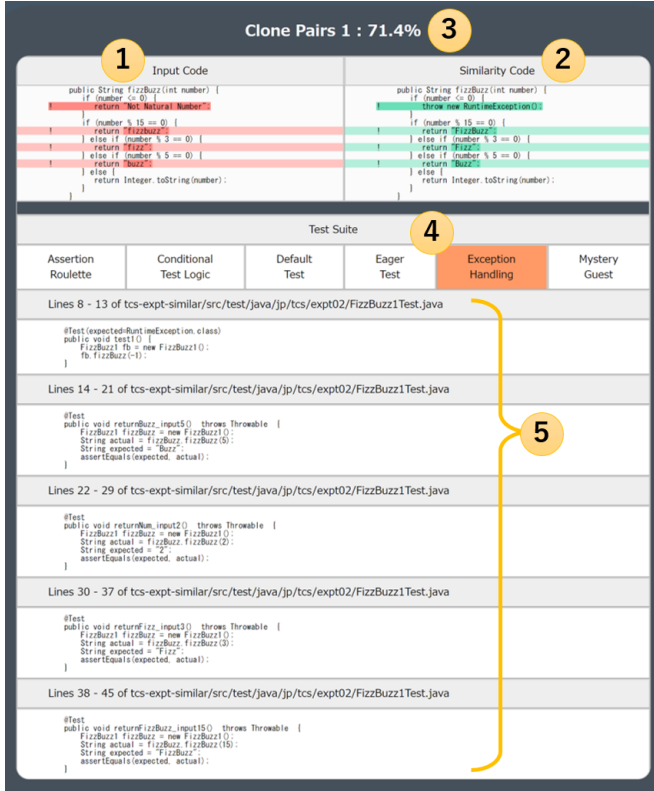 Clone Pairs 1 : 71.4% 3
1 2
Input Code
public String fizzBuzz(int number) {
if (number <= 0) {
! return "Not Natural Number";
}
if (number % 15 == 0) {
! return "fizzbuzz";
} else if (number % 3 == 0) {
! return "fizz";
} else if (number % 5 == 0) {
! return "buzz";
} else {
return Integer.toString(number);
}
}
Similarity Code
public String fizzBuzz(int number) {
if (number <= 0) {
! throw new RuntimeException();
}
if (number % 15 == 0) {
! return "FizzBuzz";
} else if (number % 3 == 0) {
! return "Fizz";
} else if (number % 5 == 0) {
! return "Buzz";
} else {
return Integer.toString(number);
}
}
Test Suite 4
Assertion Roulette
Conditional Test Logic
Default Test
Eager Test
Exception Handling
Mystery Guest
Lines 8 - 13 of tcs-expt-similar/src/test/java/jp/tcs/expt02/FizzBuzz1Test.java
@Test(expected=RuntimeException.class)
public void test1() {
FizzBuzz1 fb = new FizzBuzz1();
fb.fizzBuzz(-1);
}
Lines 14 - 21 of tcs-expt-similar/src/test/java/jp/tcs/expt02/FizzBuzz1Test.java
@Test
public void returnBuzz_input5() throws Throwable {
FizzBuzz1 fizzBuzz = new FizzBuzz1();
String actual = fizzBuzz.fizzBuzz(5);
String expected = "Buzz";
assertEquals(expected, actual);
}
5
Lines 22 - 29 of tcs-expt-similar/src/test/java/jp/tcs/expt02/FizzBuzz1Test.java
@Test
public void returnNum_input2() throws Throwable {
FizzBuzz1 fizzBuzz = new FizzBuzz1();
String actual = fizzBuzz.fizzBuzz(2);
String expected = "2";
assertEquals(expected, actual);
}
Lines 30 - 37 of tcs-expt-similar/src/test/java/jp/tcs/expt02/FizzBuzz1Test.java
@Test
public void returnFizz_input3() throws Throwable {
FizzBuzz1 fizzBuzz = new FizzBuzz1();
String actual = fizzBuzz.fizzBuzz(3);
String expected = "Fizz";
assertEquals(expected, actual);
}
Lines 38 - 45 of tcs-expt-similar/src/test/java/jp/tcs/expt02/FizzBuzz1Test.java
@Test
public void returnFizzBuzz_input15() throws Throwable {
FizzBuzz1 fizzBuzz = new FizzBuzz1();
String actual = fizzBuzz.fizzBuzz(15);
String expected = "FizzBuzz";
assertEquals(expected, actual);
}